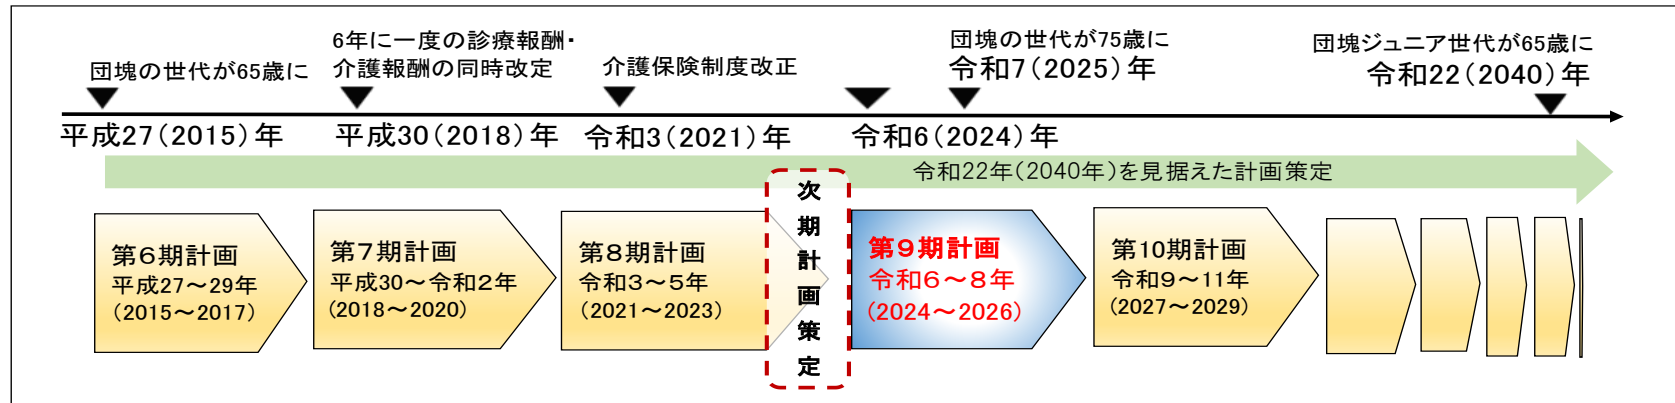 団塊の世代が65歳に
6年に一度の診療報酬・
介護報酬の同時改定
介護保険制度改正
団塊の世代が75歳に
令和7(2025)年
団塊ジュニア世代が65歳に
令和22(2040)年
平成27(2015)年
平成30(2018)年
令和3(2021)年
令和6(2024)年
令和22年(2040年)を見据えた計画策定
第6期計画
平成27～29年
(2015～2017)
第7期計画
平成30～令和2年
(2018～2020)
第8期計画
令和3～5年
(2021～2023)
次期計画策定
第9期計画
令和6～8年
(2024～2026)
第10期計画
令和9～11年
(2027～2029)